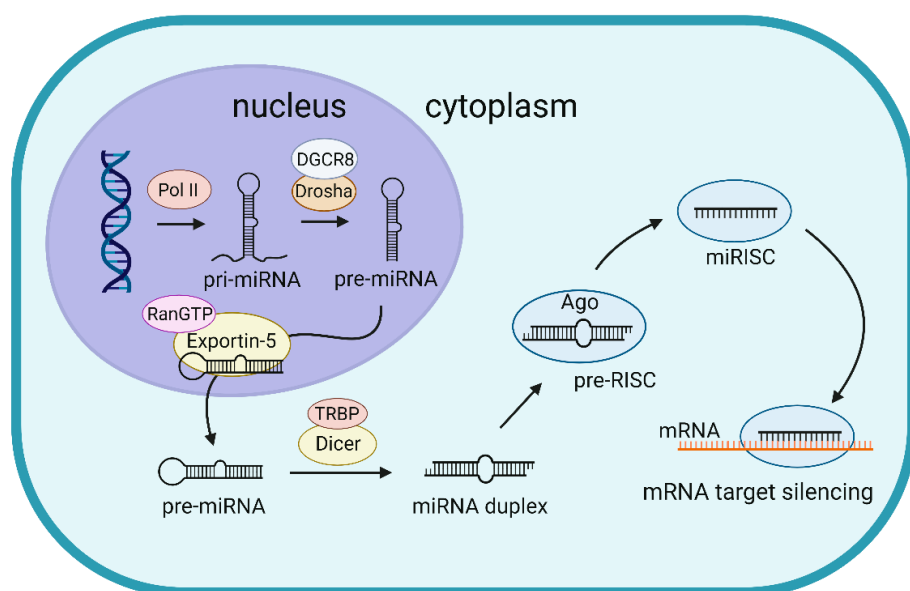 nucleus
cytoplasm
Pol II
DGCR8
Drosha
pri-miRNA
pre-miRNA
RanGTP
Exportin-5
pre-miRNA
TRBP
Dicer
miRNA duplex
Ago
pre-RISC
miRISC
mRNA
mRNA target silencing